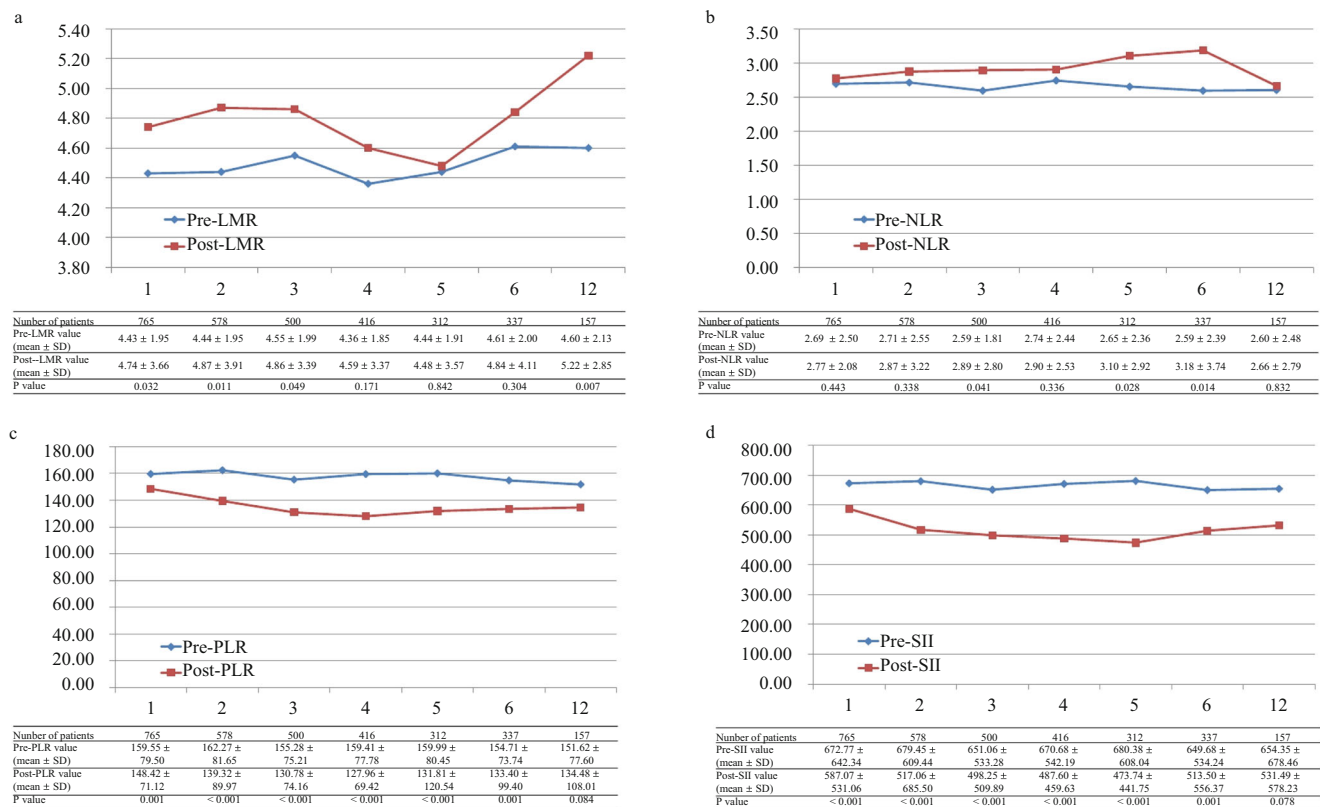 a
5.40
5.20
5.00
4.80
4.60
4.40
4.20
4.00
3.80
Pre-LMR
Post-LMR
1 2 3 4 5 6 12
Nunber of patients 765 578 500 416 312 337 157
Pre-LMR value
(mean ± SD) 4.43 ± 1.95 4.44 ± 1.95 4.55 ± 1.99 4.36 ± 1.85 4.44 ± 1.91 4.61 ± 2.00 4.60 ± 2.13
Post--LMR value
(mean ± SD) 4.74 ± 3.66 4.87 ± 3.91 4.86 ± 3.39 4.59 ± 3.37 4.48 ± 3.57 4.84 ± 4.11 5.22 ± 2.85
P value 0.032 0.011 0.049 0.171 0.842 0.304 0.007
b
3.50
3.00
2.50
2.00
1.50
1.00
0.50
0.00
Pre-NLR
Post-NLR
1 2 3 4 5 6 12
Nunber of patients 765 578 500 416 312 337 157
Pre-NLR value
(mean ± SD) 2.69 ± 2.50 2.71 ± 2.55 2.59 ± 1.81 2.74 ± 2.44 2.65 ± 2.36 2.59 ± 2.39 2.60 ± 2.48
Post-NLR value
(mean ± SD) 2.77 ± 2.08 2.87 ± 3.22 2.89 ± 2.80 2.90 ± 2.53 3.10 ± 2.92 3.18 ± 3.74 2.66 ± 2.79
P value 0.443 0.338 0.041 0.336 0.028 0.014 0.832
c
180.00
160.00
140.00
120.00
100.00
80.00
60.00
40.00
20.00
0.00
Pre-PLR
Post-PLR
1 2 3 4 5 6 12
Nunber of patients 765 578 500 416 312 337 157
Pre-PLR value 159.55 ± 162.27 ± 155.28 ± 159.41 ± 159.99 ± 154.71 ± 151.62 ±
(mean ± SD) 79.50 81.65 75.21 77.78 80.45 73.74 77.60
Post-PLR value 148.42 ± 139.32 ± 130.78 ± 127.96 ± 131.81 ± 133.40 ± 134.48 ±
(mean ± SD) 71.12 89.97 74.16 69.42 120.54 99.40 108.01
P value 0.001 < 0.001 < 0.001 < 0.001 < 0.001 0.001 0.084
d
800.00
700.00
600.00
500.00
400.00
300.00
200.00
100.00
0.00
Pre-SII
Post-SII
1 2 3 4 5 6 12
Nunber of patients 765 578 500 416 312 337 157
Pre-SII value 672.77 ± 679.45 ± 651.06 ± 670.68 ± 680.38 ± 649.68 ± 654.35 ±
(mean ± SD) 642.34 609.44 533.28 542.19 608.04 534.24 678.46
Post-SII value 587.07 ± 517.06 ± 498.25 ± 487.60 ± 473.74 ± 513.50 ± 531.49 ±
(mean ± SD) 531.06 685.50 509.89 459.63 441.75 556.37 578.23
P value < 0.001 < 0.001 < 0.001 < 0.001 < 0.001 0.001 0.078